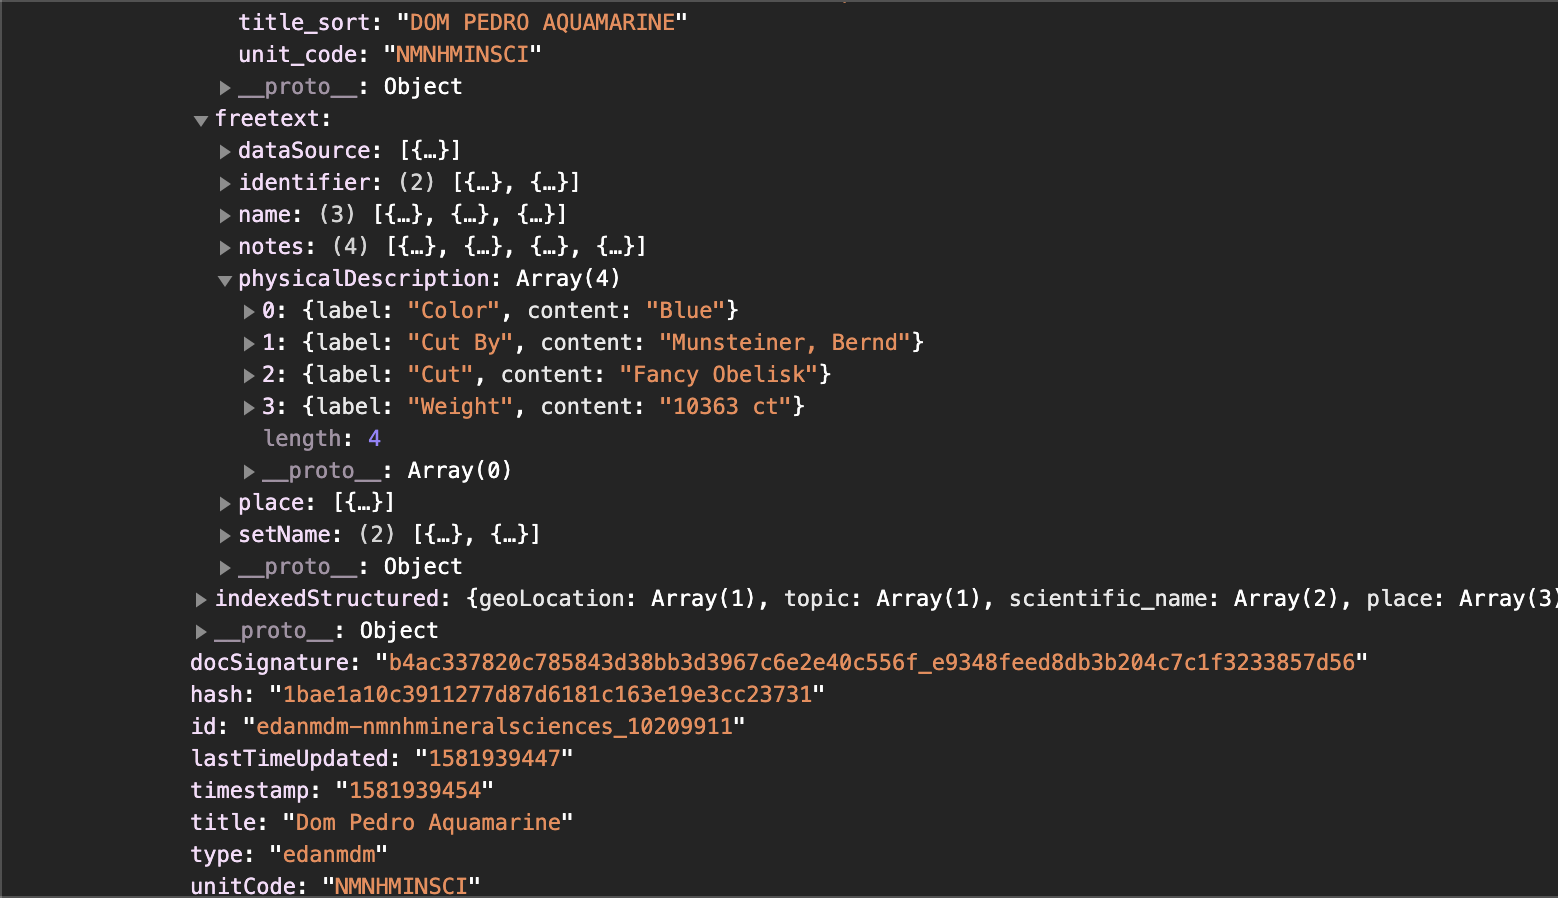 title_sort: "DOM PEDRO AQUAMARINE"
unit_code: "NMNHMINSCI"
__proto__: Object
freetext:
dataSource: [{…}]
identifier: (2) [{…}, {…}]
name: (3) [{…}, {…}, {…}]
notes: (4) [{…}, {…}, {…}, {…}]
physicalDescription: Array(4)
0: {label: "Color", content: "Blue"}
1: {label: "Cut By", content: "Munsteiner, Bernd"}
2: {label: "Cut", content: "Fancy Obelisk"}
3: {label: "Weight", content: "10363 ct"}
length: 4
__proto__: Array(0)
place: [{…}]
setName: (2) [{…}, {…}]
__proto__: Object
indexedStructured: {geoLocation: Array(1), topic: Array(1), scientific_name: Array(2), place: Array(3)
__proto__: Object
docSignature: "b4ac337820c785843d38bb3d3967c6e2e40c556f_e9348feed8db3b204c7c1f3233857d56"
hash: "1bae1a10c3911277d87d6181c163e19e3cc23731"
id: "edanmdm-nmnhmineralsciences_10209911"
lastTimeUpdated: "1581939447"
timestamp: "1581939454"
title: "Dom Pedro Aquamarine"
type: "edanmdm"
unitCode: "NMNHMINSCI"